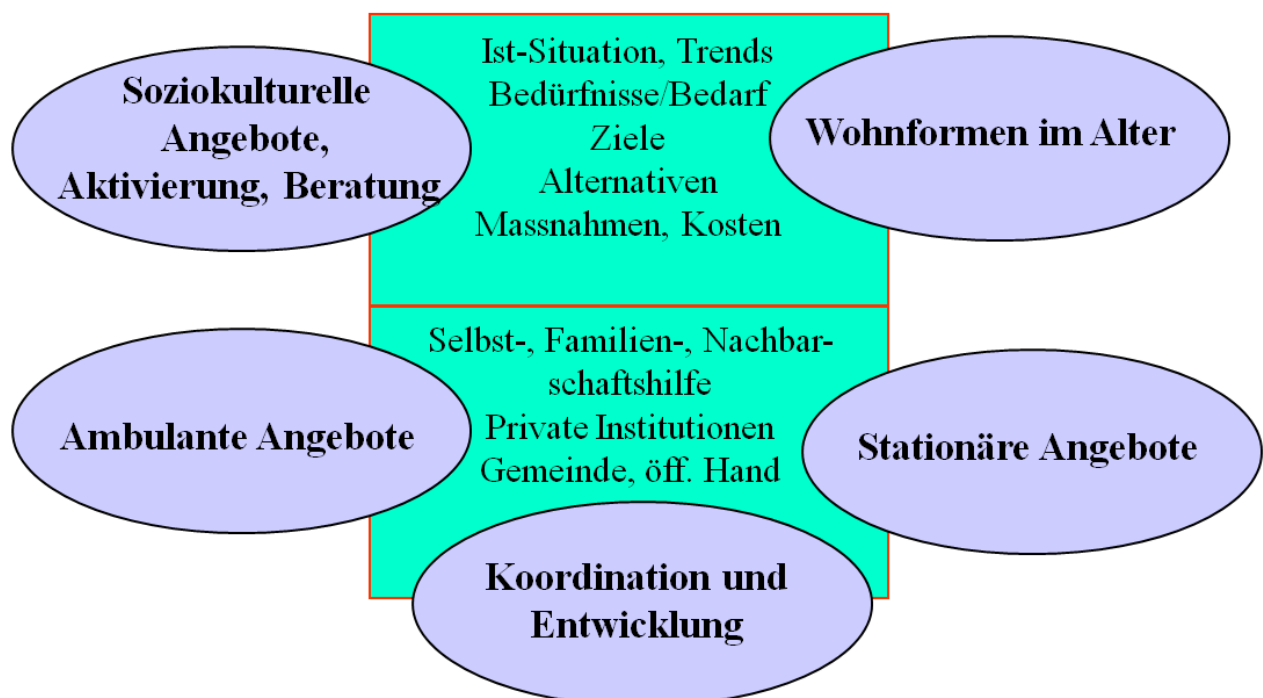 Soziokulturelle
Angebote,
Aktivierung, Beratung
Ist-Situation, Trends
Bedürfnisse/Bedarf
Ziele
Alternativen
Massnahmen, Kosten
Wohnformen im Alter
Ambulante Angebote
Selbst-, Familien-, Nachbar-
schaftshilfe
Private Institutionen
Gemeinde, öff. Hand
Stationäre Angebote
Koordination und
Entwicklung